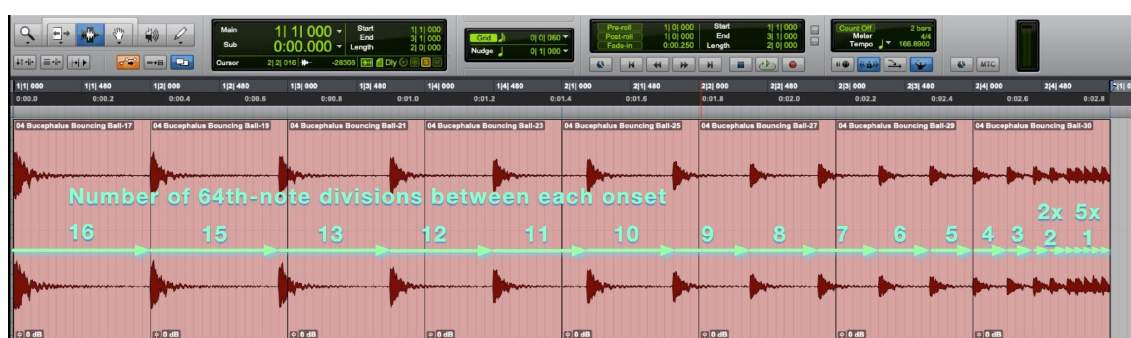 Main 1| 1| 000 Start 1| 1| 000
End 3| 1| 000
Sub 0:00.000 Length 2| 0| 000
Cursor 2| 2| 016 -28308 Dly S M
Grid 0| 0| 060
Nudge 0| 1| 000
Pre-roll 1| 0| 000 Start 1| 1| 000
Post-roll 1| 0| 000 End 3| 1| 000
Fade-in 0:00.250 Length 2| 0| 000
Count Off 2 bars
Meter 4/4
Tempo 166.8900
MTC
1|1| 000 1|1| 480 1|2| 000 1|2| 480 1|3| 000 1|3| 480 1|4| 000 1|4| 480 2|1| 000 2|1| 480 2|2| 000 2|2| 480 2|3| 000 2|3| 480 2|4| 000 2|4| 480
0:00.0 0:00.2 0:00.4 0:00.6 0:00.8 0:01.0 0:01.2 0:01.4 0:01.6 0:01.8 0:02.0 0:02.2 0:02.4 0:02.6 0:02.8
04 Bucephalus Bouncing Ball-17 04 Bucephalus Bouncing Ball-19 04 Bucephalus Bouncing Ball-21 04 Bucephalus Bouncing Ball-23 04 Bucephalus Bouncing Ball-25 04 Bucephalus Bouncing Ball-27 04 Bucephalus Bouncing Ball-29 04 Bucephalus Bouncing Ball-30
Number of 64th-note divisions between each onset
2x 5x
16 15 13 12 11 10 9 8 7 6 5 4 3 2 1
0 dB 0 dB 0 dB 0 dB 0 dB 0 dB 0 dB 0 dB